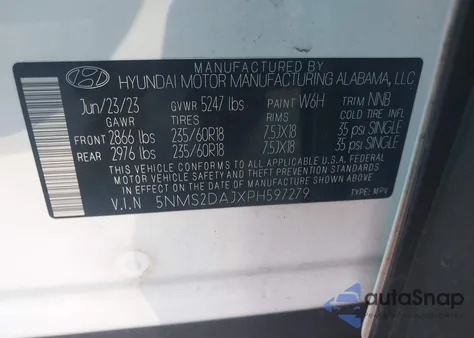 MANUFACTURED BY
HYUNDAI MOTOR MANUFACTURING ALABAMA, LLC
Jun/23/23 GVWR 5247 lbs PAINT W6H TRIM NNB
GAWR TIRES RIMS COLD TIRE INFL
FRONT 2866 lbs 235/60R18 7.5JX18 35 psi SINGLE
REAR 2976 lbs 235/60R18 7.5JX18 35 psi SINGLE
THIS VEHICLE CONFORMS TO ALL APPLICABLE U.S. FEDERAL
MOTOR VEHICLE SAFETY STANDARDS IN EFFECT ON THE
DATE OF MANUFACTURE SHOWN ABOVE.
V.I.N 5NMS2DAJXPH597279 TYPE: MPV
autoSnap